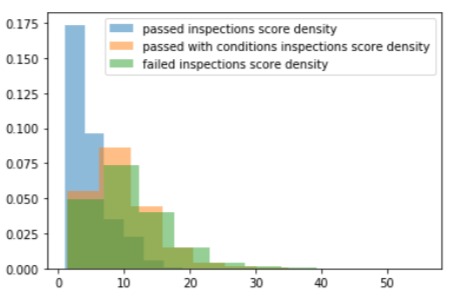 passed inspections score density
passed with conditions inspections score density
failed inspections score density
0.175
0.150
0.125
0.100
0.075
0.050
0.025
0.000
0 10 20 30 40 50